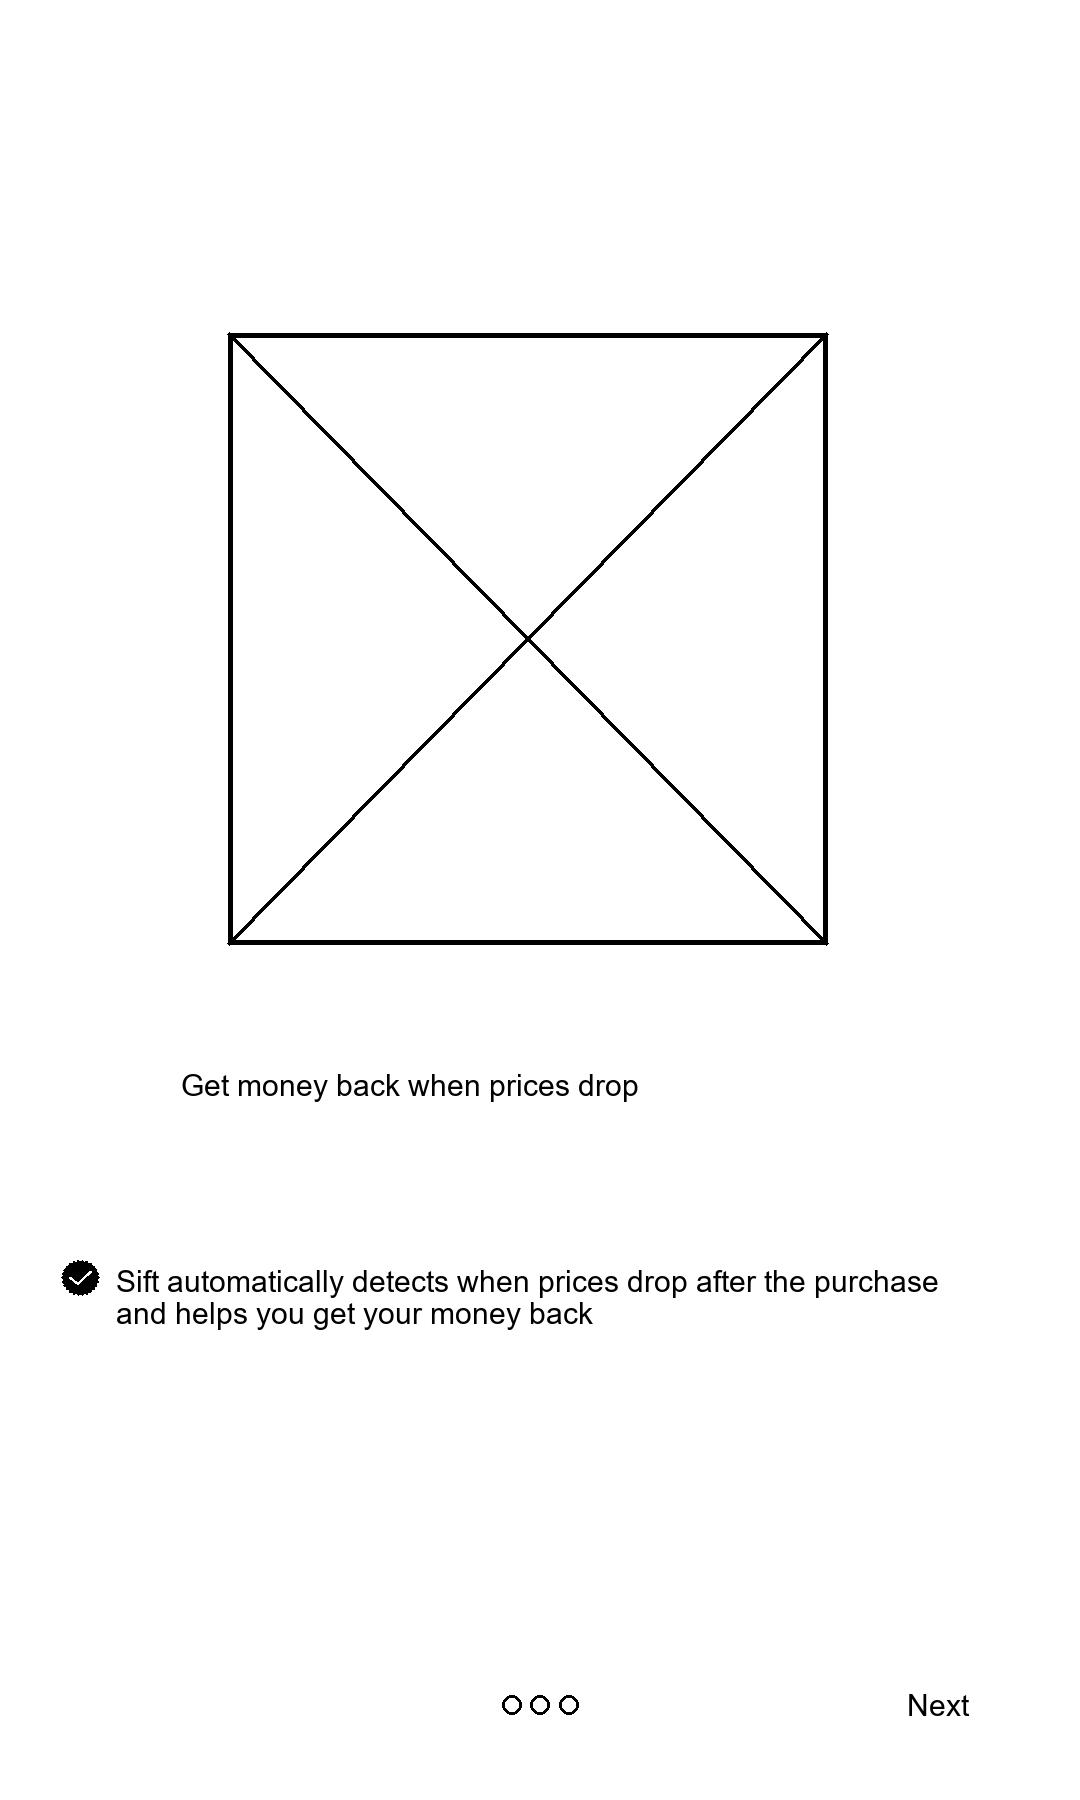 Get money back when prices drop
Sift automatically detects when prices drop after the purchase
and helps you get your money back
Next